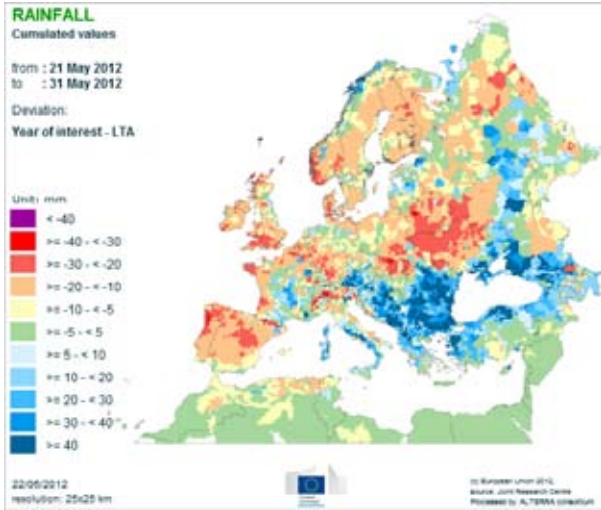 RAINFALL
Cumulated values
from : 21 May 2012
to : 31 May 2012
Deviation:
Year of interest - LTA
Unit: mm
< -40
>= -40 - < -30
>= -30 - < -20
>= -20 - < -10
>= -10 - < -5
>= -5 - < 5
>= 5 - < 10
>= 10 - < 20
>= 20 - < 30
>= 30 - < 40
>= 40
22/06/2012
resolution: 25x25 km
(c) European Union 2012,
source: Joint Research Centre
Processed by ALTERRA consortium